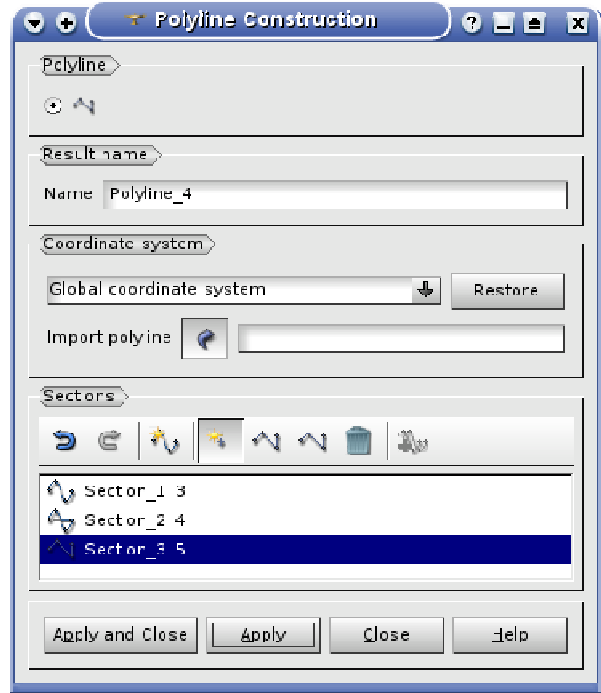 Polyline Construction
Polyline
Result name
Name Polyline_4
Coordinate system
Global coordinate system Restore
Import polyline
Sectors
Sector_1 3
Sector_2 4
Sector_3 5
Apply and Close Apply Close Help